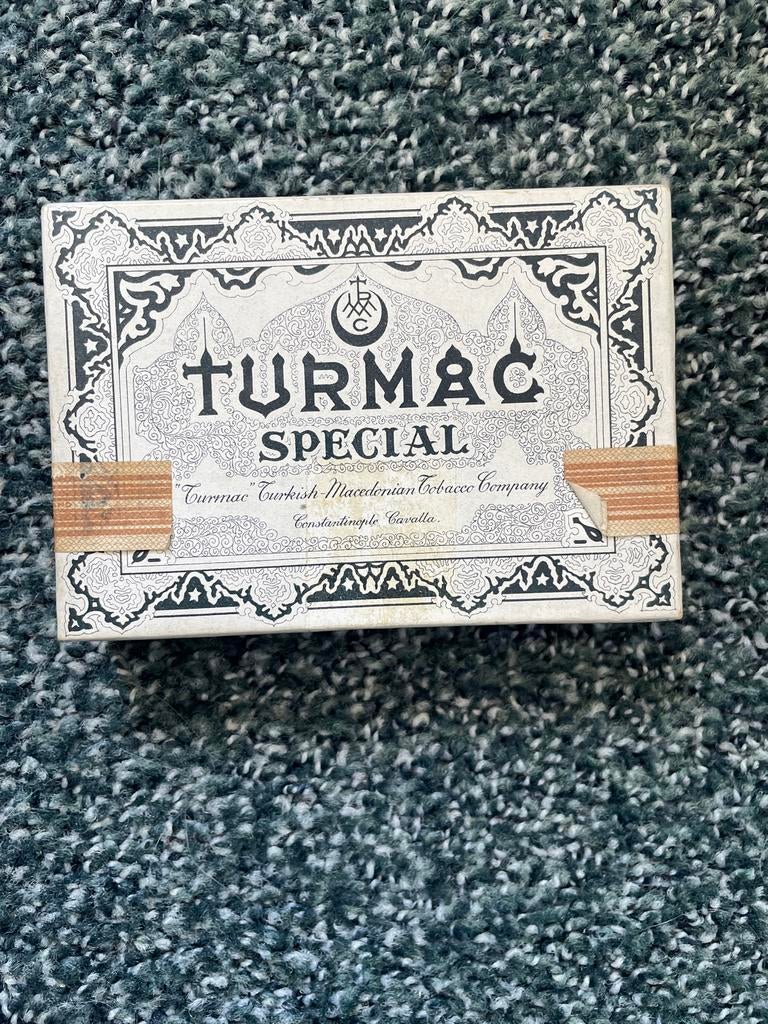 TURMAC
SPECIAL
"Turmac" Turkish-Macedonian Tobacco Company
Constantinople Cavalla.